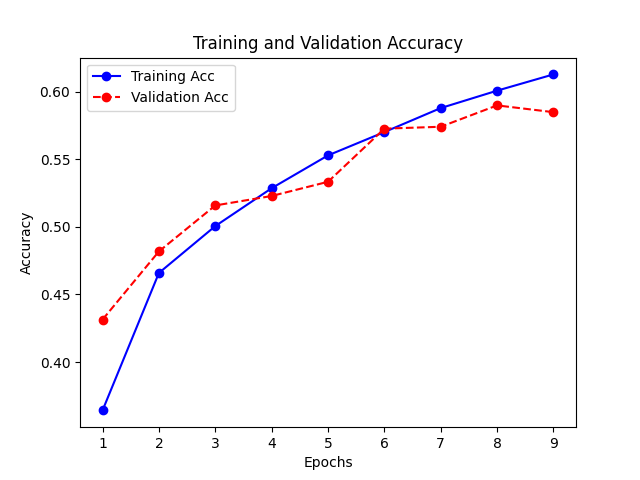 Training and Validation Accuracy
Training Acc
Validation Acc
Accuracy
0.60
0.55
0.50
0.45
0.40
1 2 3 4 5 6 7 8 9
Epochs